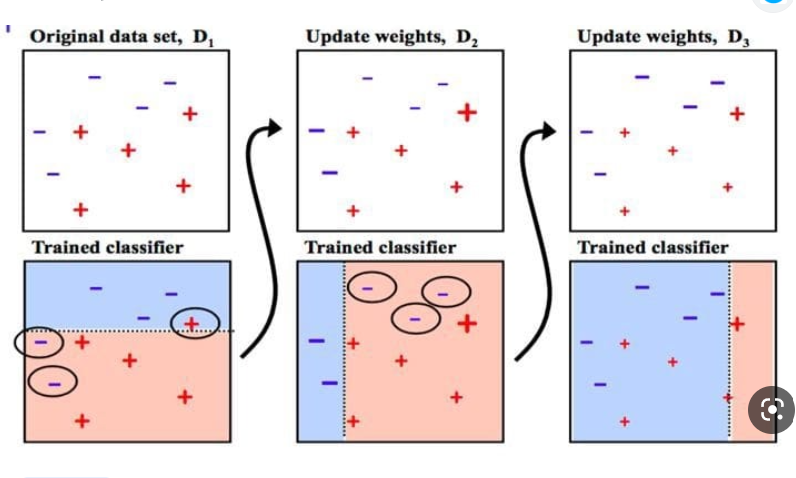 Original data set, D₁
Update weights, D₂
Update weights, D₃
Trained classifier
Trained classifier
Trained classifier